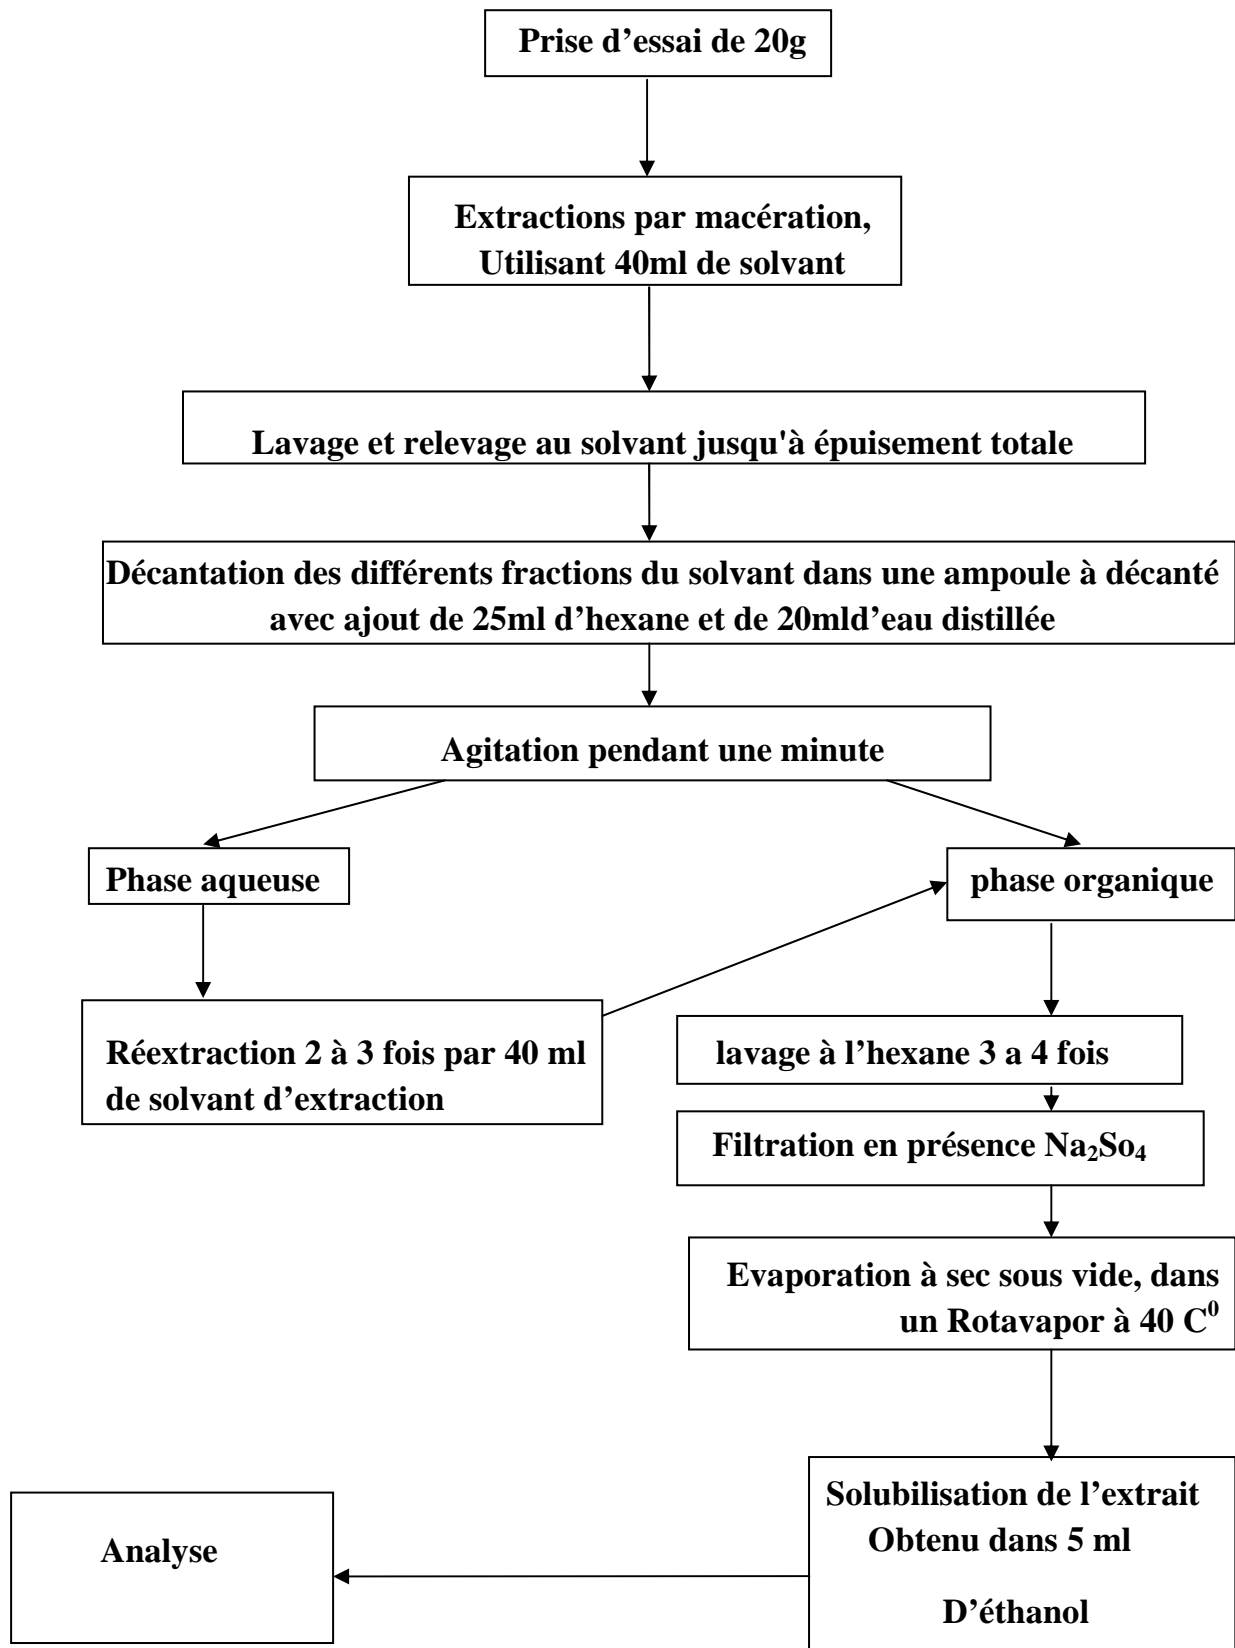 Prise d’essai de 20g
Extractions par macération,
Utilisant 40ml de solvant
Lavage et relevage au solvant jusqu'à épuisement totale
Décantation des différents fractions du solvant dans une ampoule à décanté
avec ajout de 25ml d’hexane et de 20mld’eau distillée
Agitation pendant une minute
Phase aqueuse
phase organique
Réextraction 2 à 3 fois par 40 ml
de solvant d’extraction
lavage à l’hexane 3 a 4 fois
Filtration en présence Na₂So₄
Evaporation à sec sous vide, dans
un Rotavapor à 40 C⁰
Solubilisation de l’extrait
Obtenu dans 5 ml
D’éthanol
Analyse